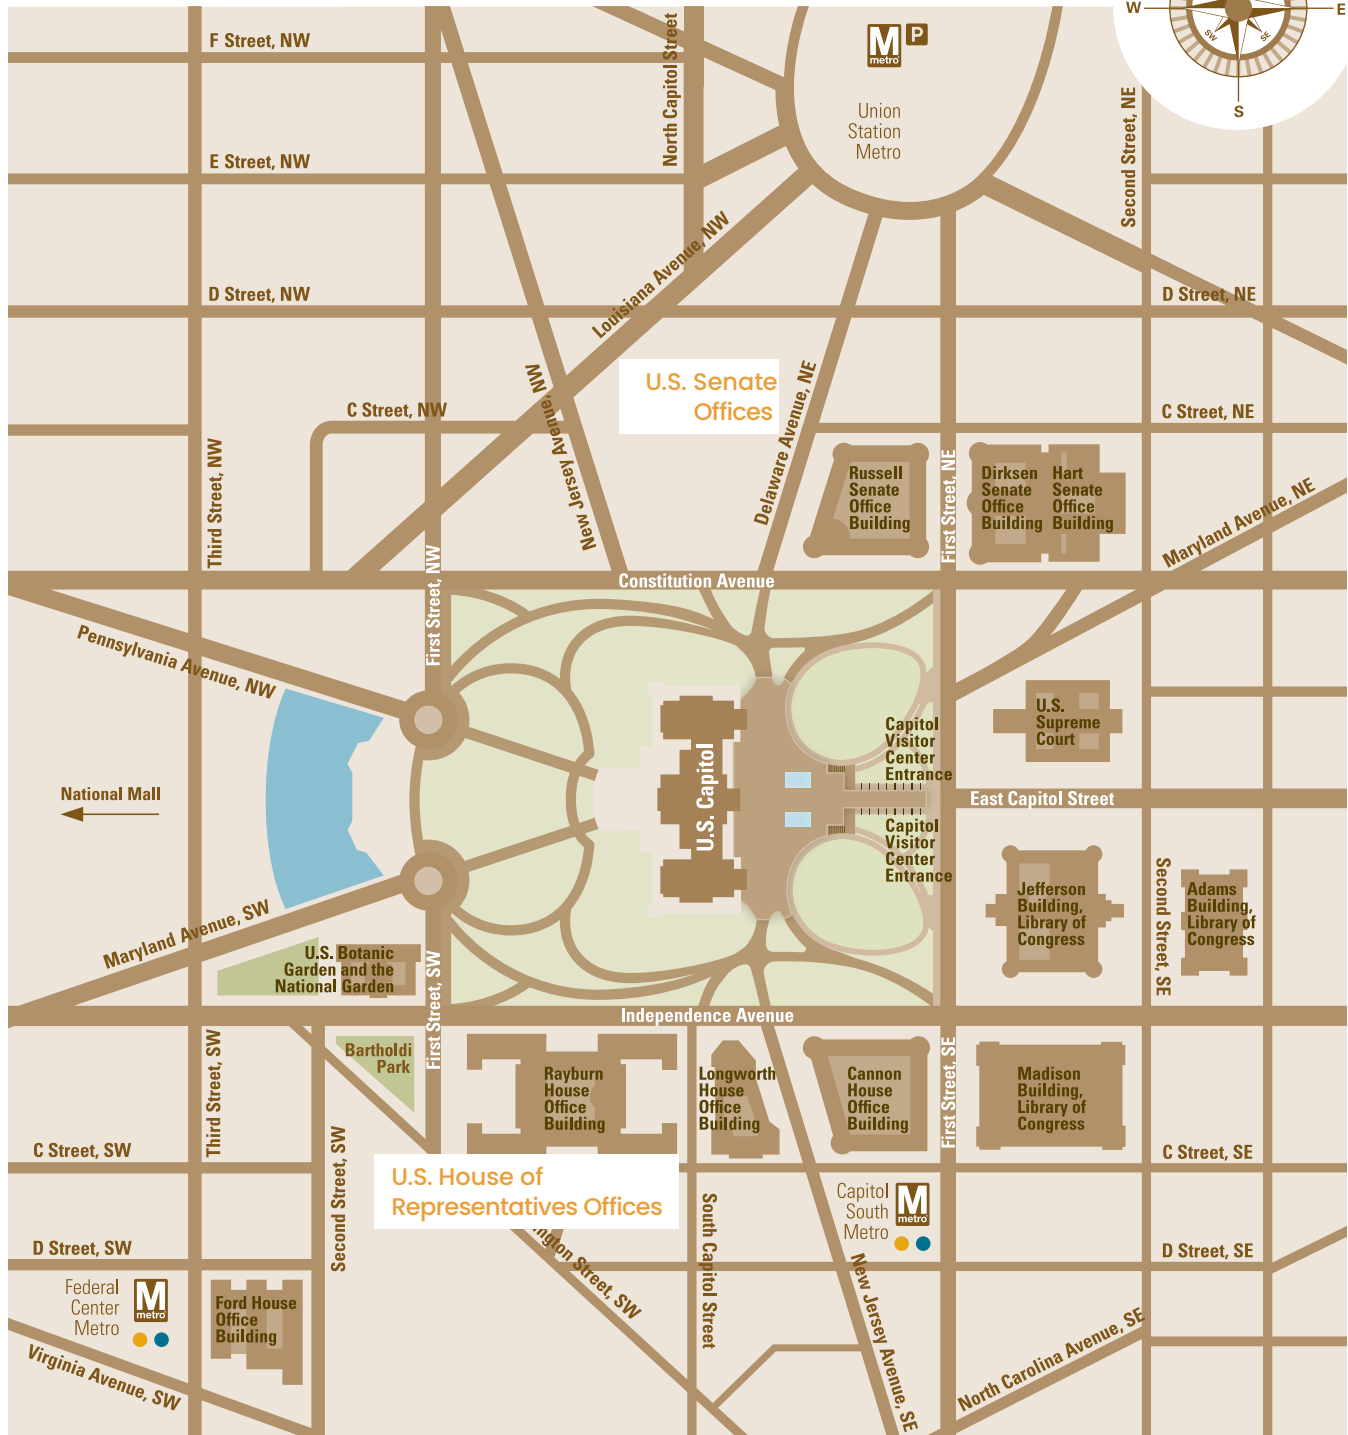 W
E
SW
SE
S
F Street, NW
North Capitol Street
M
metro
P
Union
Station
Metro
Second Street, NE
E Street, NW
Louisiana Avenue, NW
D Street, NW
D Street, NE
U.S. Senate
Offices
New Jersey Avenue, NW
Delaware Avenue, NE
C Street, NW
C Street, NE
Third Street, NW
Russell
Senate
Office
Building
First Street, NE
Dirksen
Senate
Office
Building
Hart
Senate
Office
Building
Maryland Avenue, NE
First Street, NW
Constitution Avenue
Pennsylvania Avenue, NW
U.S.
Supreme
Court
Capitol
Visitor
Center
Entrance
U.S. Capitol
National Mall
East Capitol Street
Capitol
Visitor
Center
Entrance
Jefferson
Building,
Library of
Congress
Second Street, SE
Adams
Building,
Library of
Congress
Maryland Avenue, SW
U.S. Botanic
Garden and the
National Garden
First Street, SW
Independence Avenue
Third Street, SW
Bartholdi
Park
Rayburn
House
Office
Building
Longworth
House
Office
Building
Cannon
House
Office
Building
First Street, SE
Madison
Building,
Library of
Congress
C Street, SW
Second Street, SW
C Street, SE
U.S. House of
Representatives Offices
South Capitol Street
Capitol
South
Metro
M
metro
D Street, SW
ington Street, SW
D Street, SE
New Jersey Avenue, SE
Federal
Center
Metro
M
metro
Ford House
Office
Building
Virginia Avenue, SW
North Carolina Avenue, SE